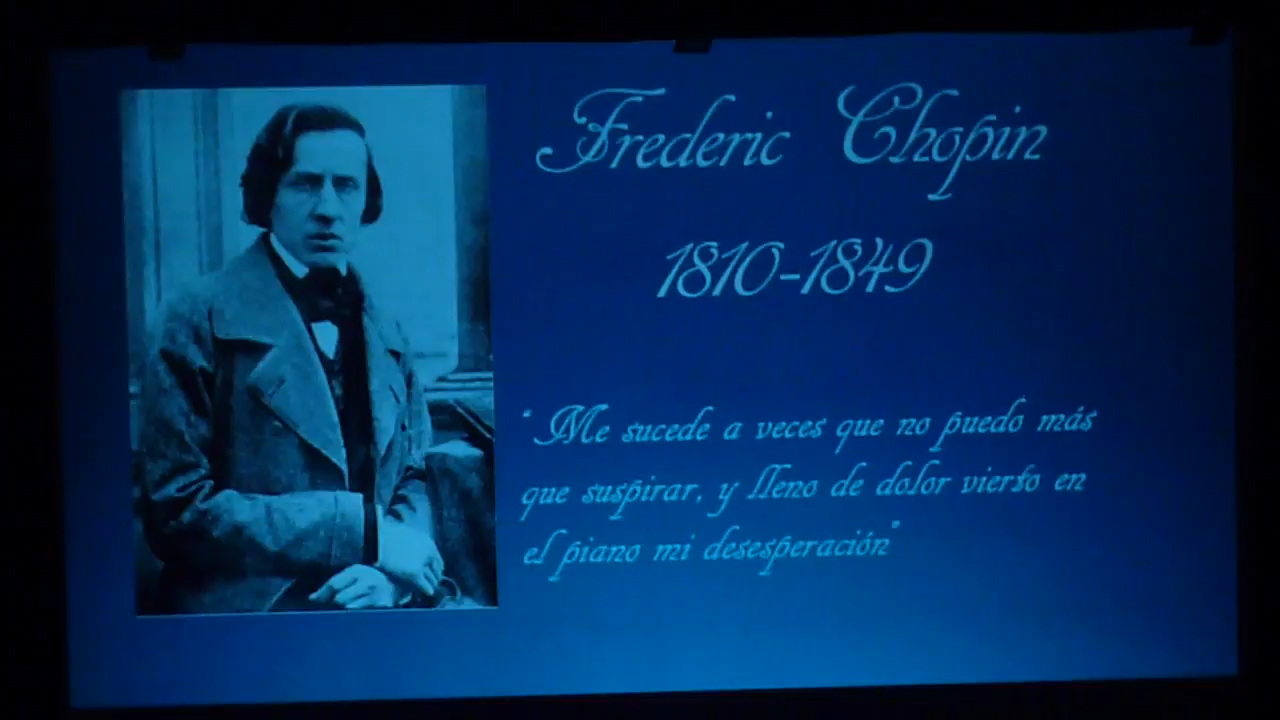 Frederic Chopin
1810-1849
"Me sucede a veces que no puedo más
que suspirar, y lleno de dolor vierto en
el piano mi desesperación"